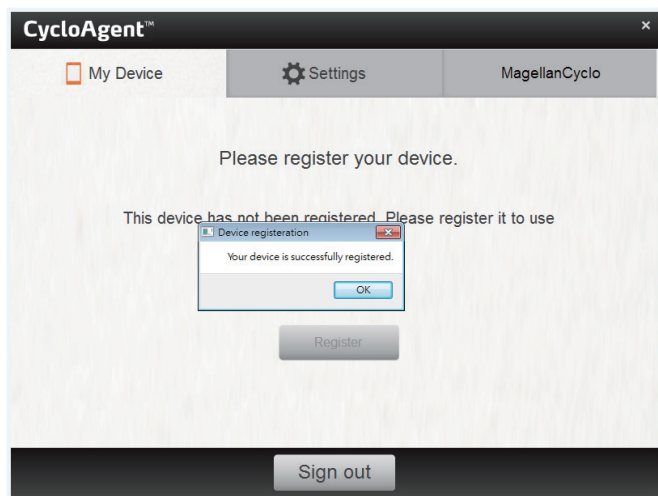 CycloAgent™
×
My Device
Settings
MagellanCyclo
Please register your device.
This device has not been registered. Please register it to use
Device registeration
Your device is successfully registered.
OK
Register
Sign out